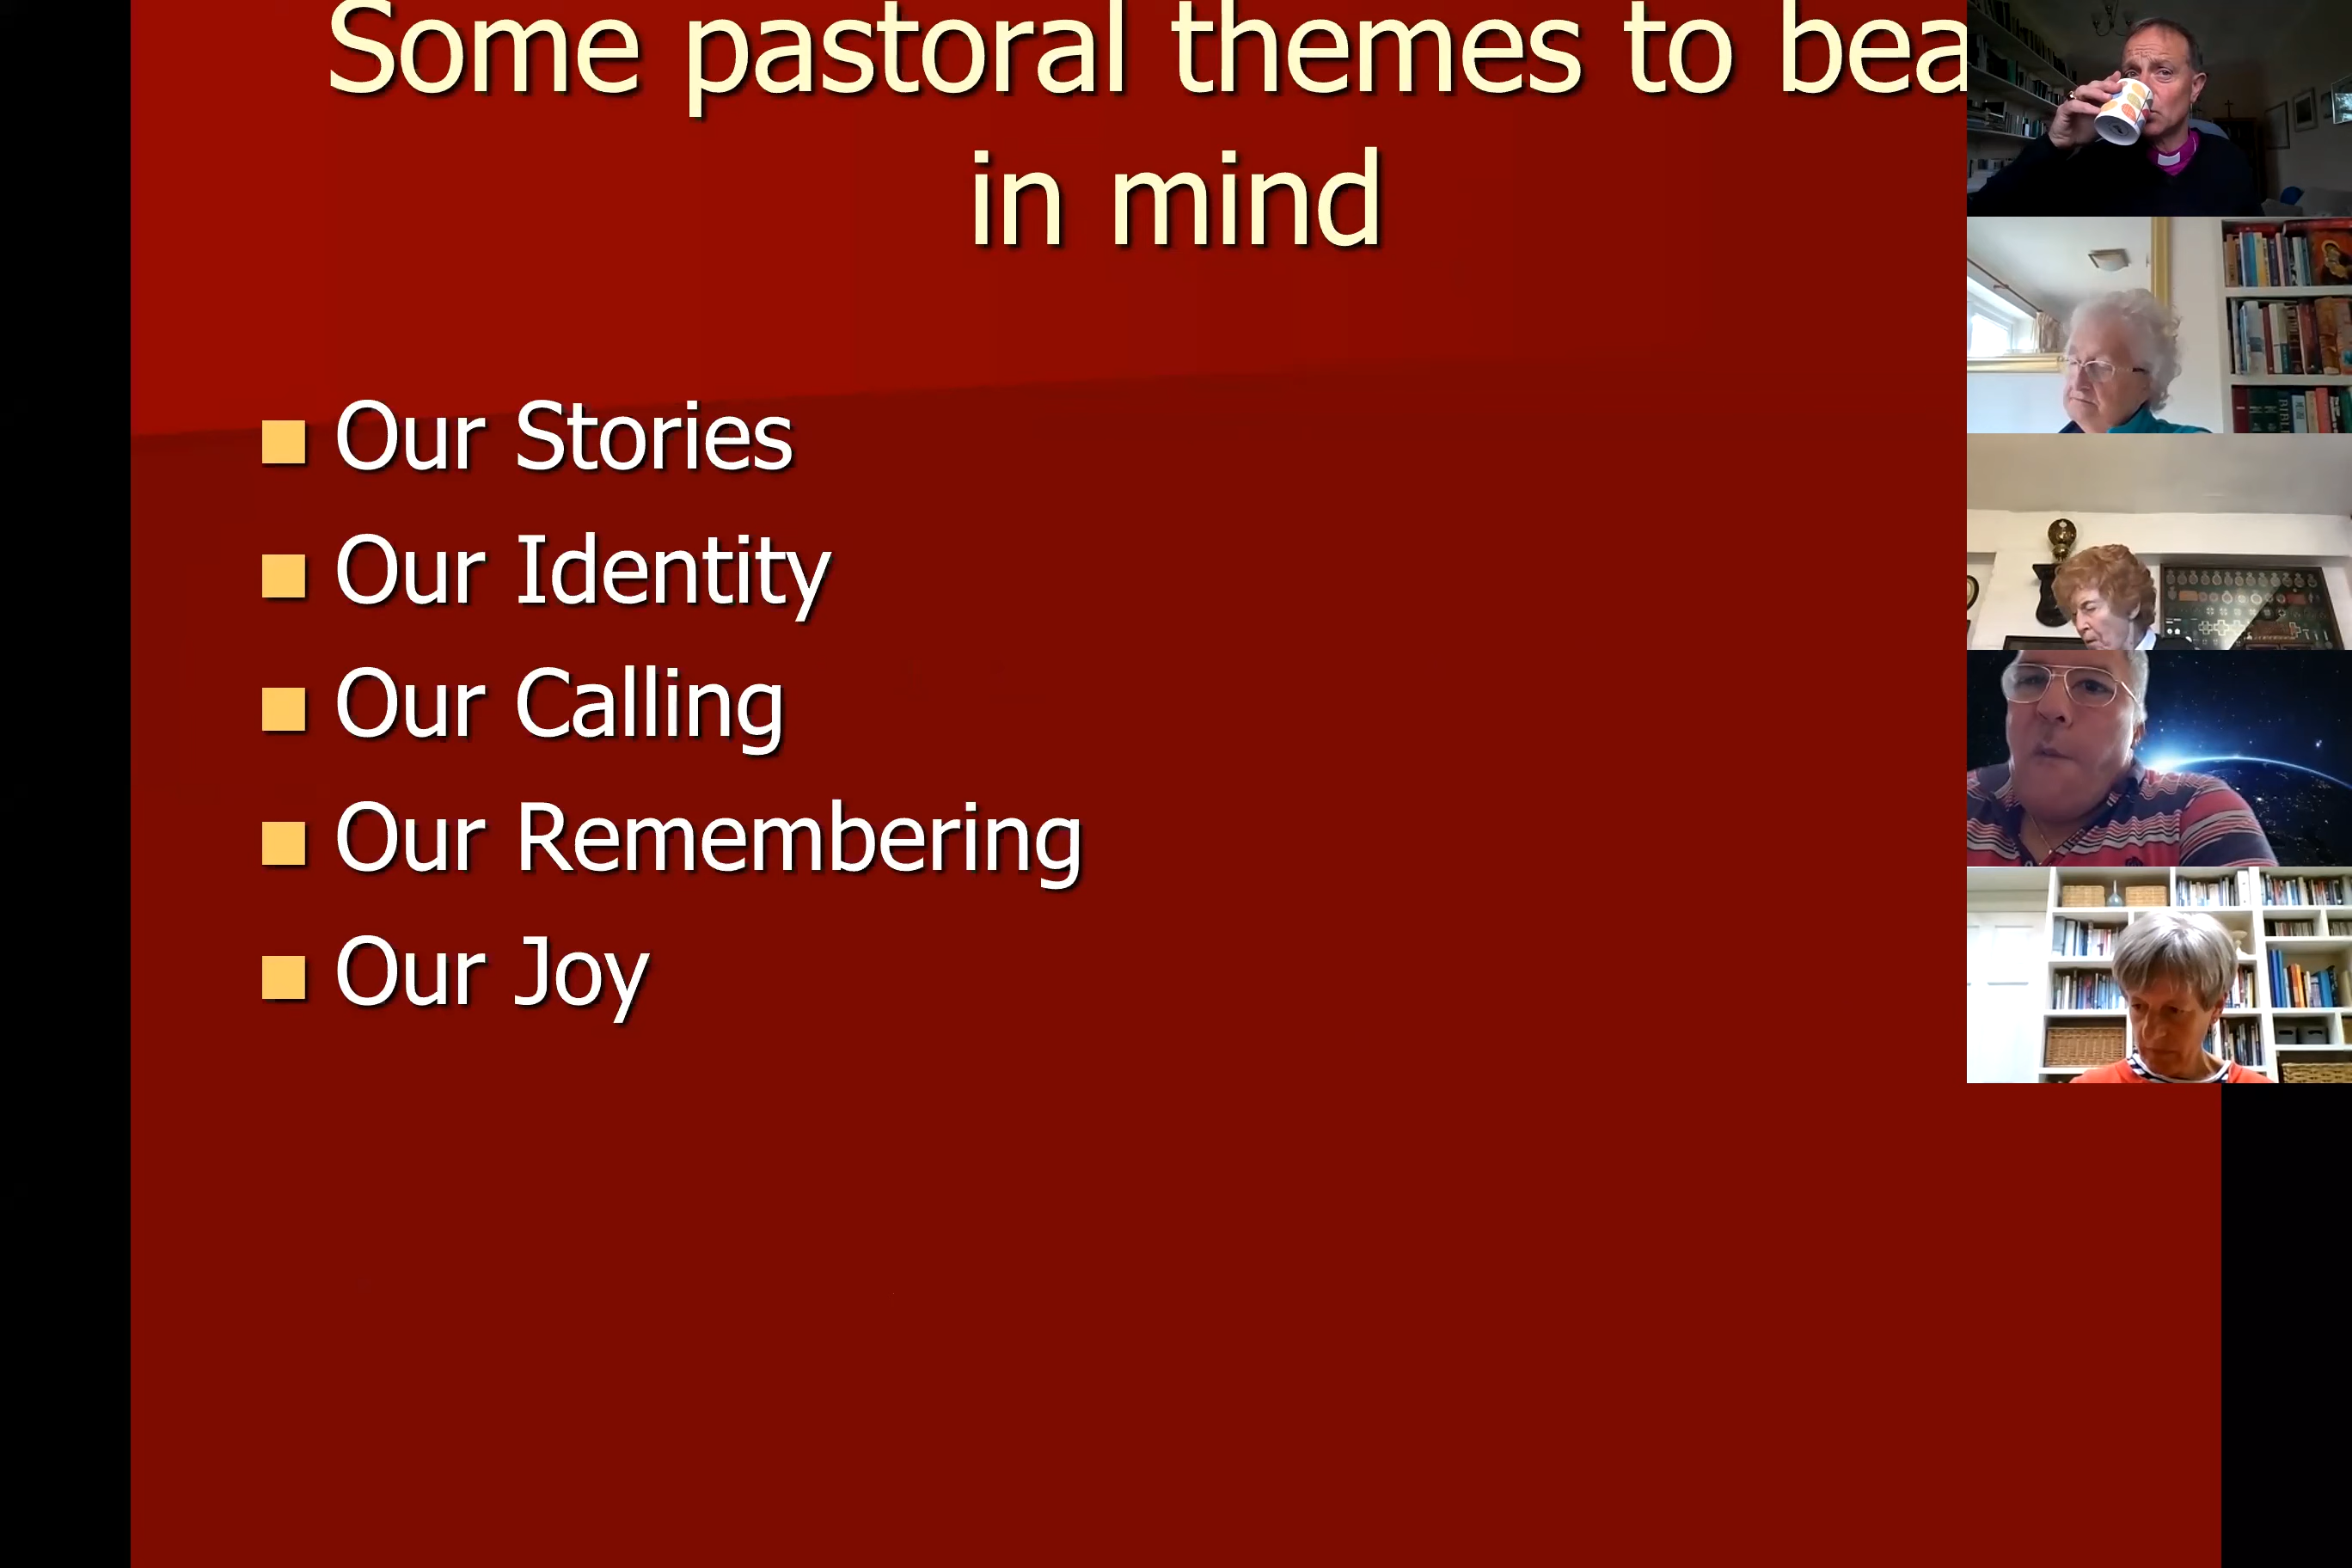 Some pastoral themes to bea
in mind
Our Stories
Our Identity
Our Calling
Our Remembering
Our Joy